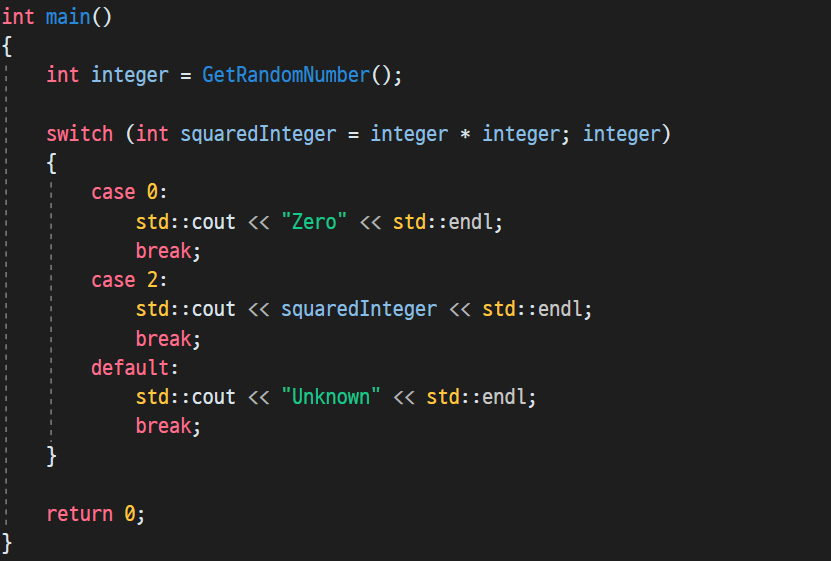 int main()
{
    int integer = GetRandomNumber();
    switch (int squaredInteger = integer * integer; integer)
    {
        case 0:
            std::cout << "Zero" << std::endl;
            break;
        case 2:
            std::cout << squaredInteger << std::endl;
            break;
        default:
            std::cout << "Unknown" << std::endl;
            break;
    }
    return 0;
}